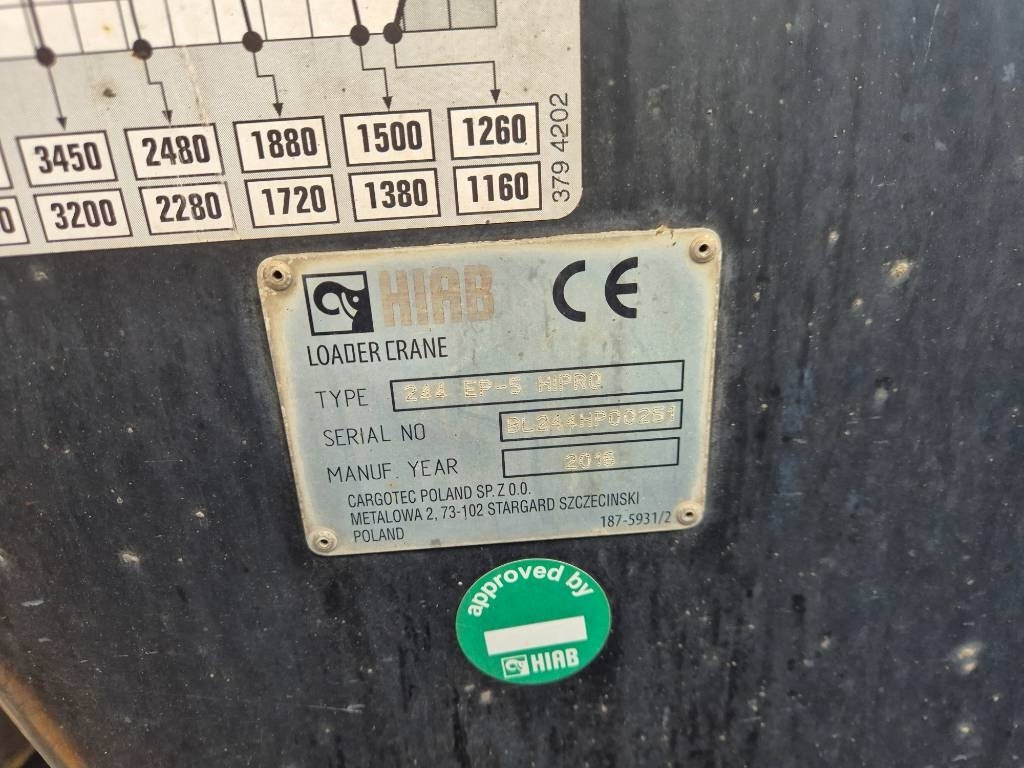 3450 2480 1880 1500 1260
0 3200 2280 1720 1380 1160
379 4202
HIAB CE
LOADER CRANE
TYPE 244 EP-5 HIPRO
SERIAL NO BL244HP00251
MANUF. YEAR
CARGOTEC POLAND SP. Z O.O.
METALOWA 2, 73-102 STARGARD SZCZECINSKI
POLAND
187-5931/2
approved by
HIAB